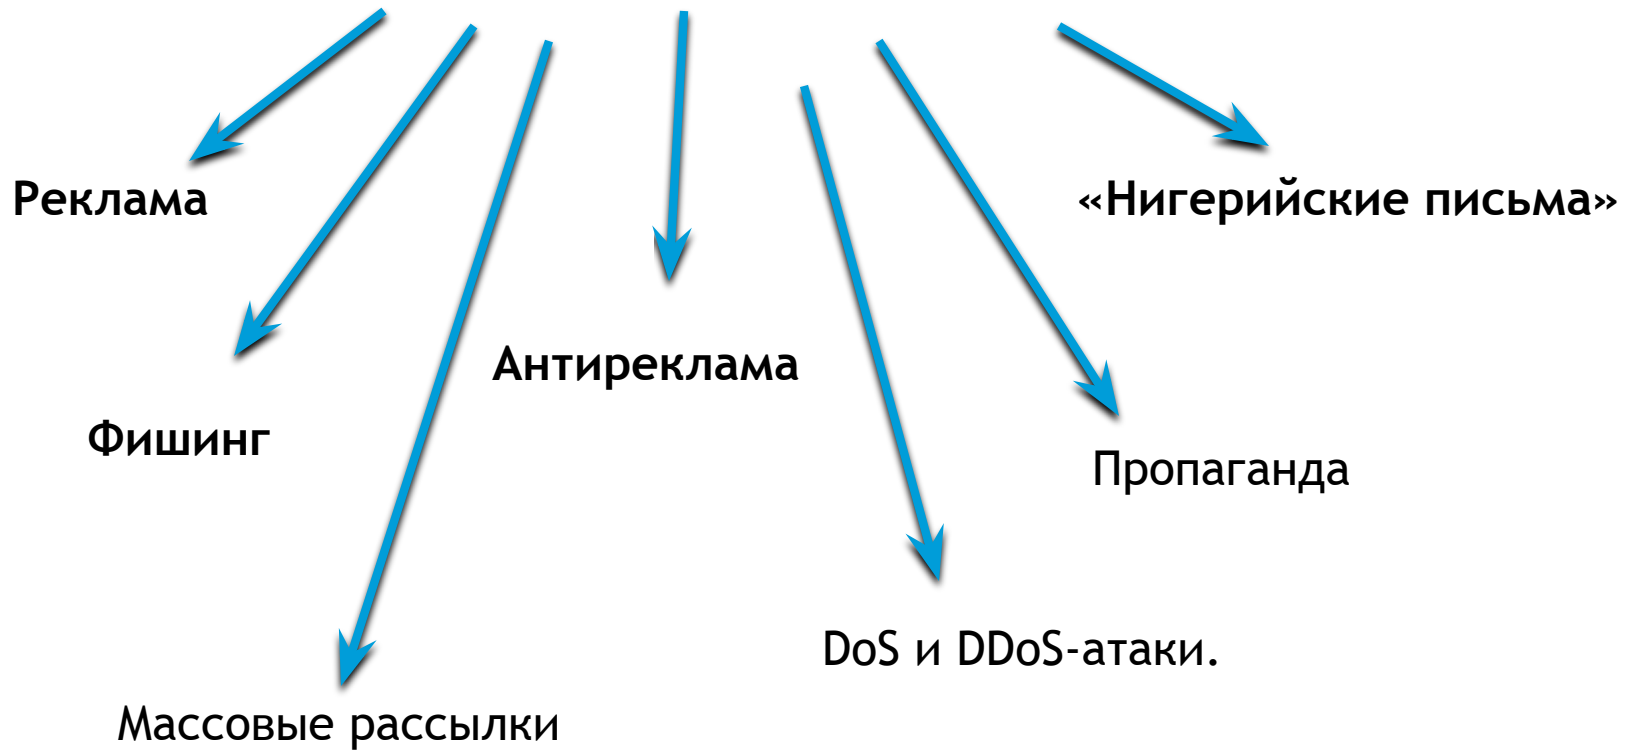 Реклама
«Нигерийские письма»
Антиреклама
Фишинг
Пропаганда
DoS и DDoS-атаки.
Массовые рассылки